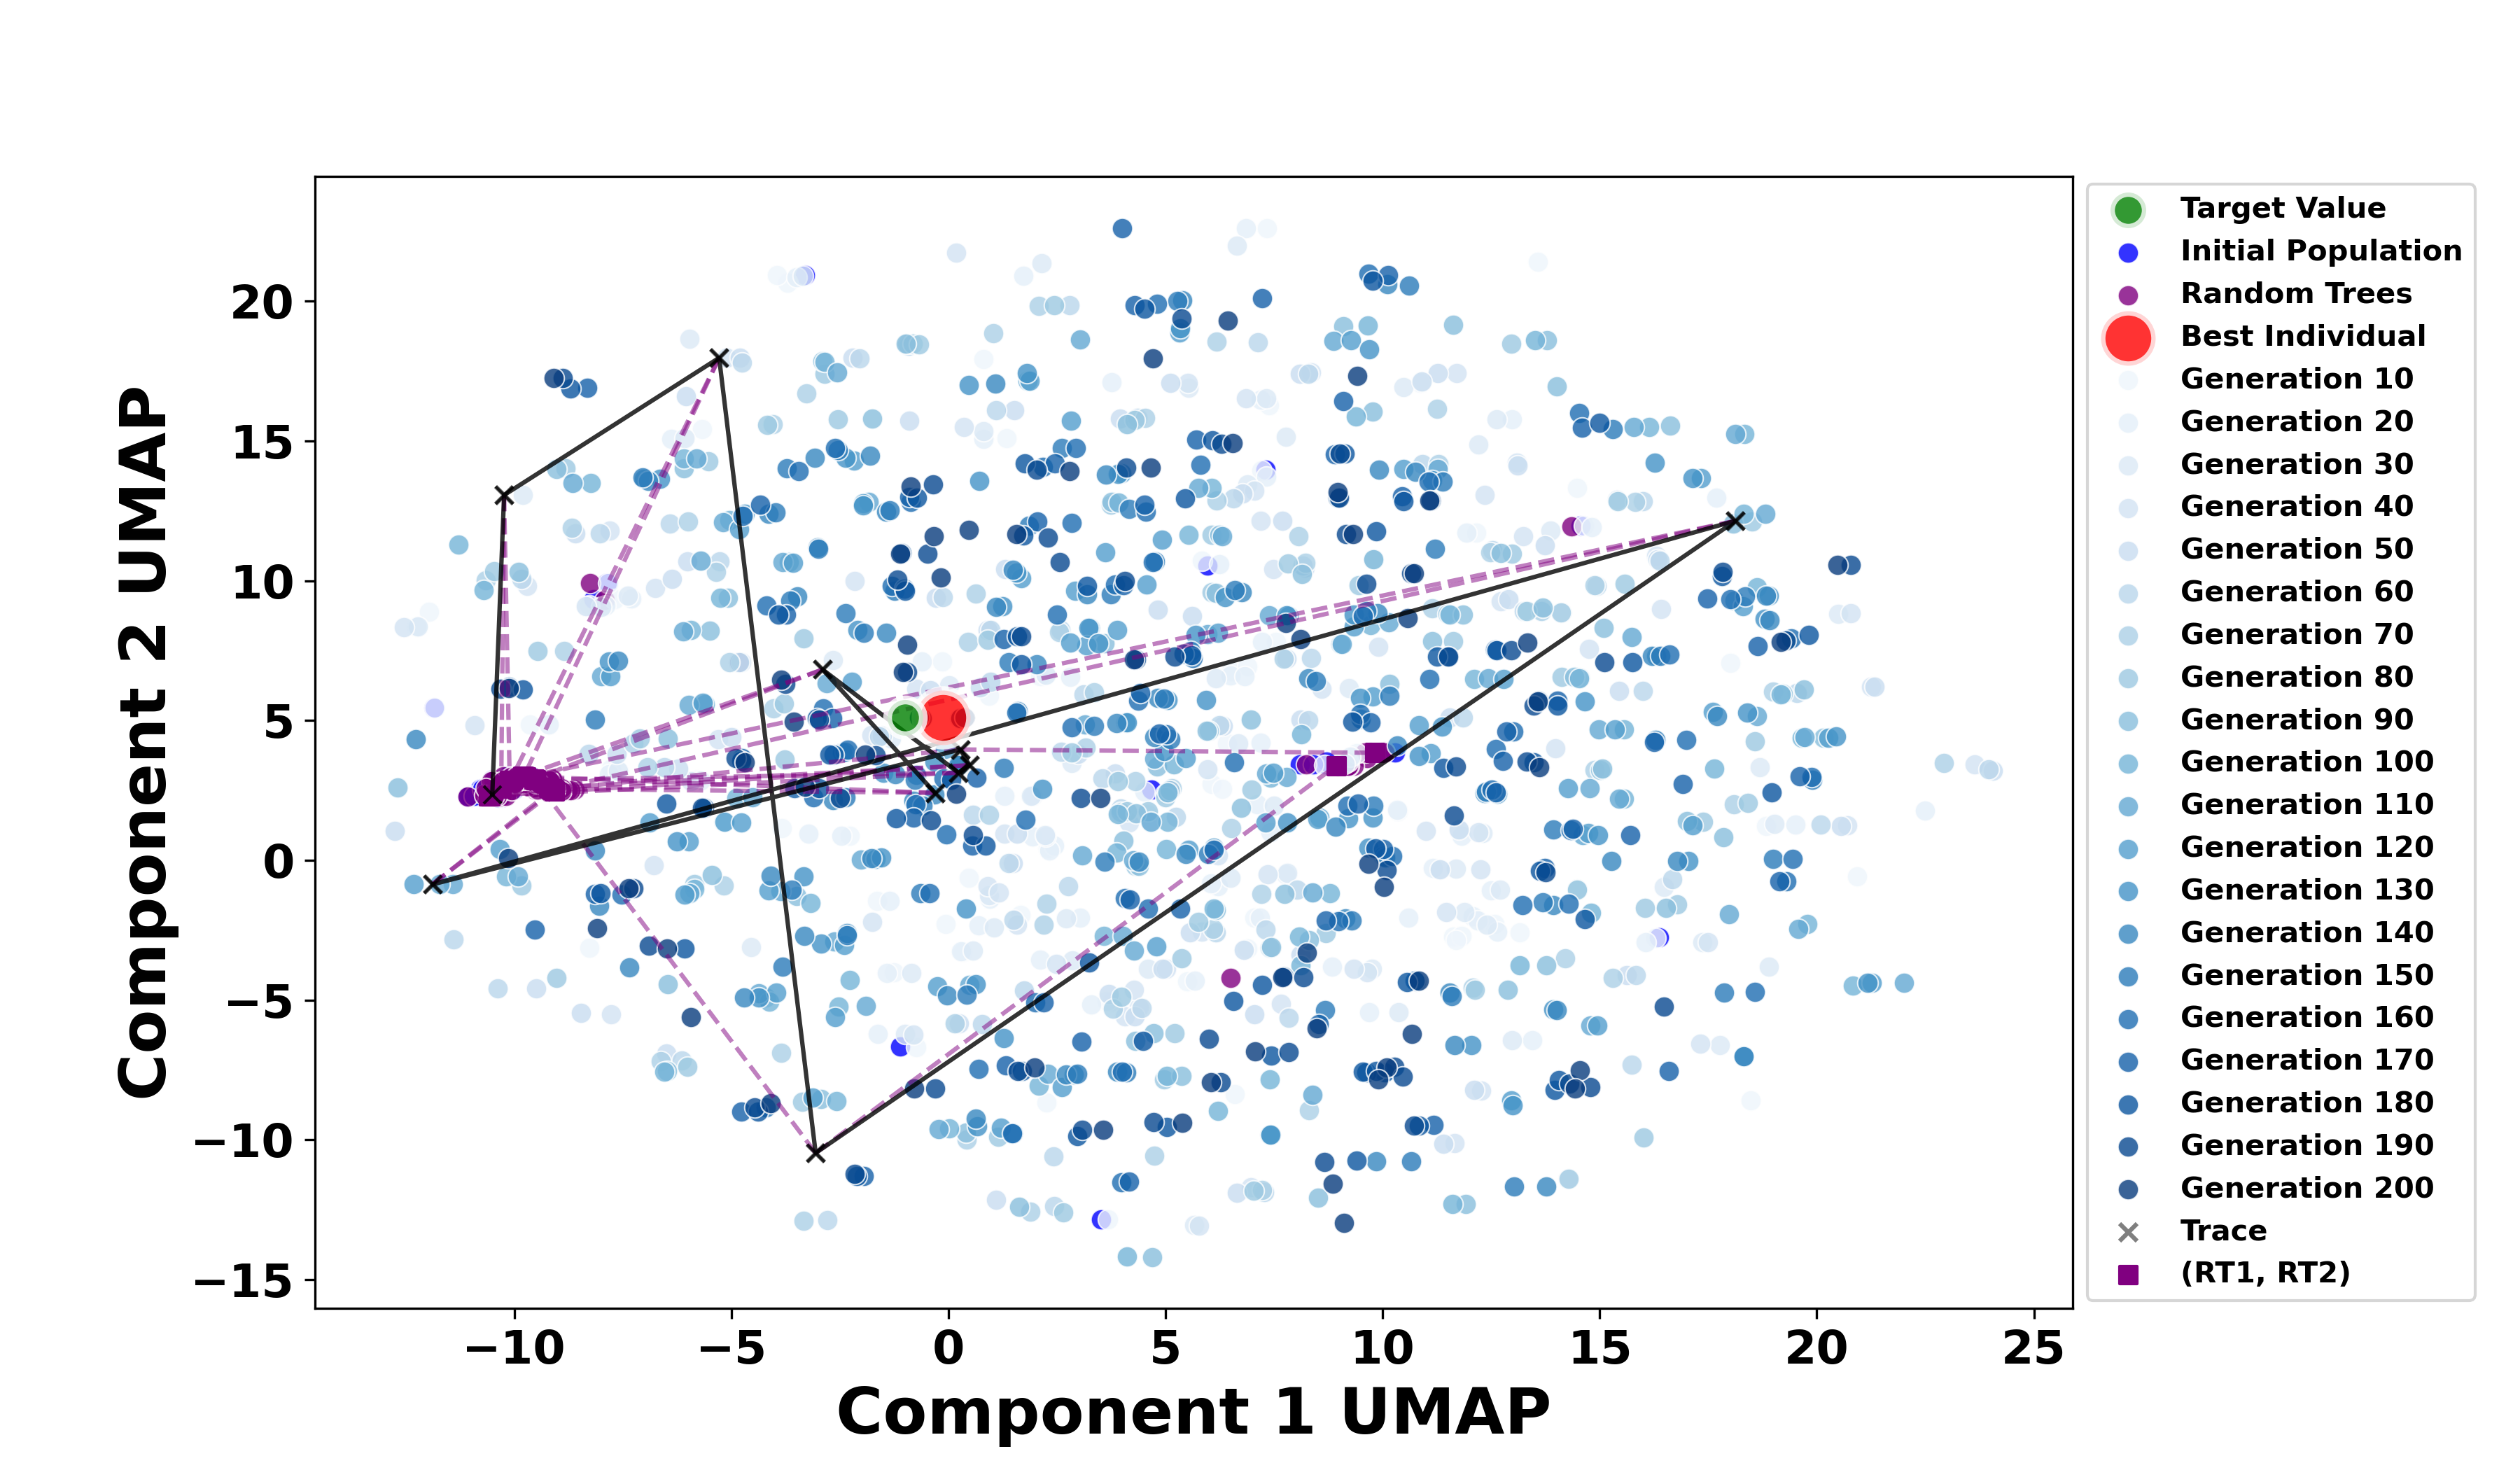 Component 2 UMAP
20
15
10
5
0
−5
−10
−15
−10
−5
0
5
10
15
20
25
Component 1 UMAP
Target Value
Initial Population
Random Trees
Best Individual
Generation 10
Generation 20
Generation 30
Generation 40
Generation 50
Generation 60
Generation 70
Generation 80
Generation 90
Generation 100
Generation 110
Generation 120
Generation 130
Generation 140
Generation 150
Generation 160
Generation 170
Generation 180
Generation 190
Generation 200
Trace
(RT1, RT2)